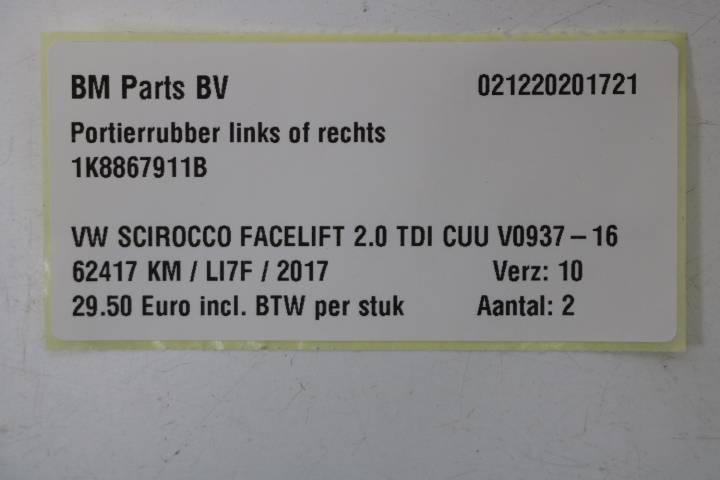 BM Parts BV 021220201721
Portierrubber links of rechts
1K8867911B
VW SCIROCCO FACELIFT 2.0 TDI CUU V0937 – 16
62417 KM / LI7F / 2017 Verz: 10
29.50 Euro incl. BTW per stuk Aantal: 2